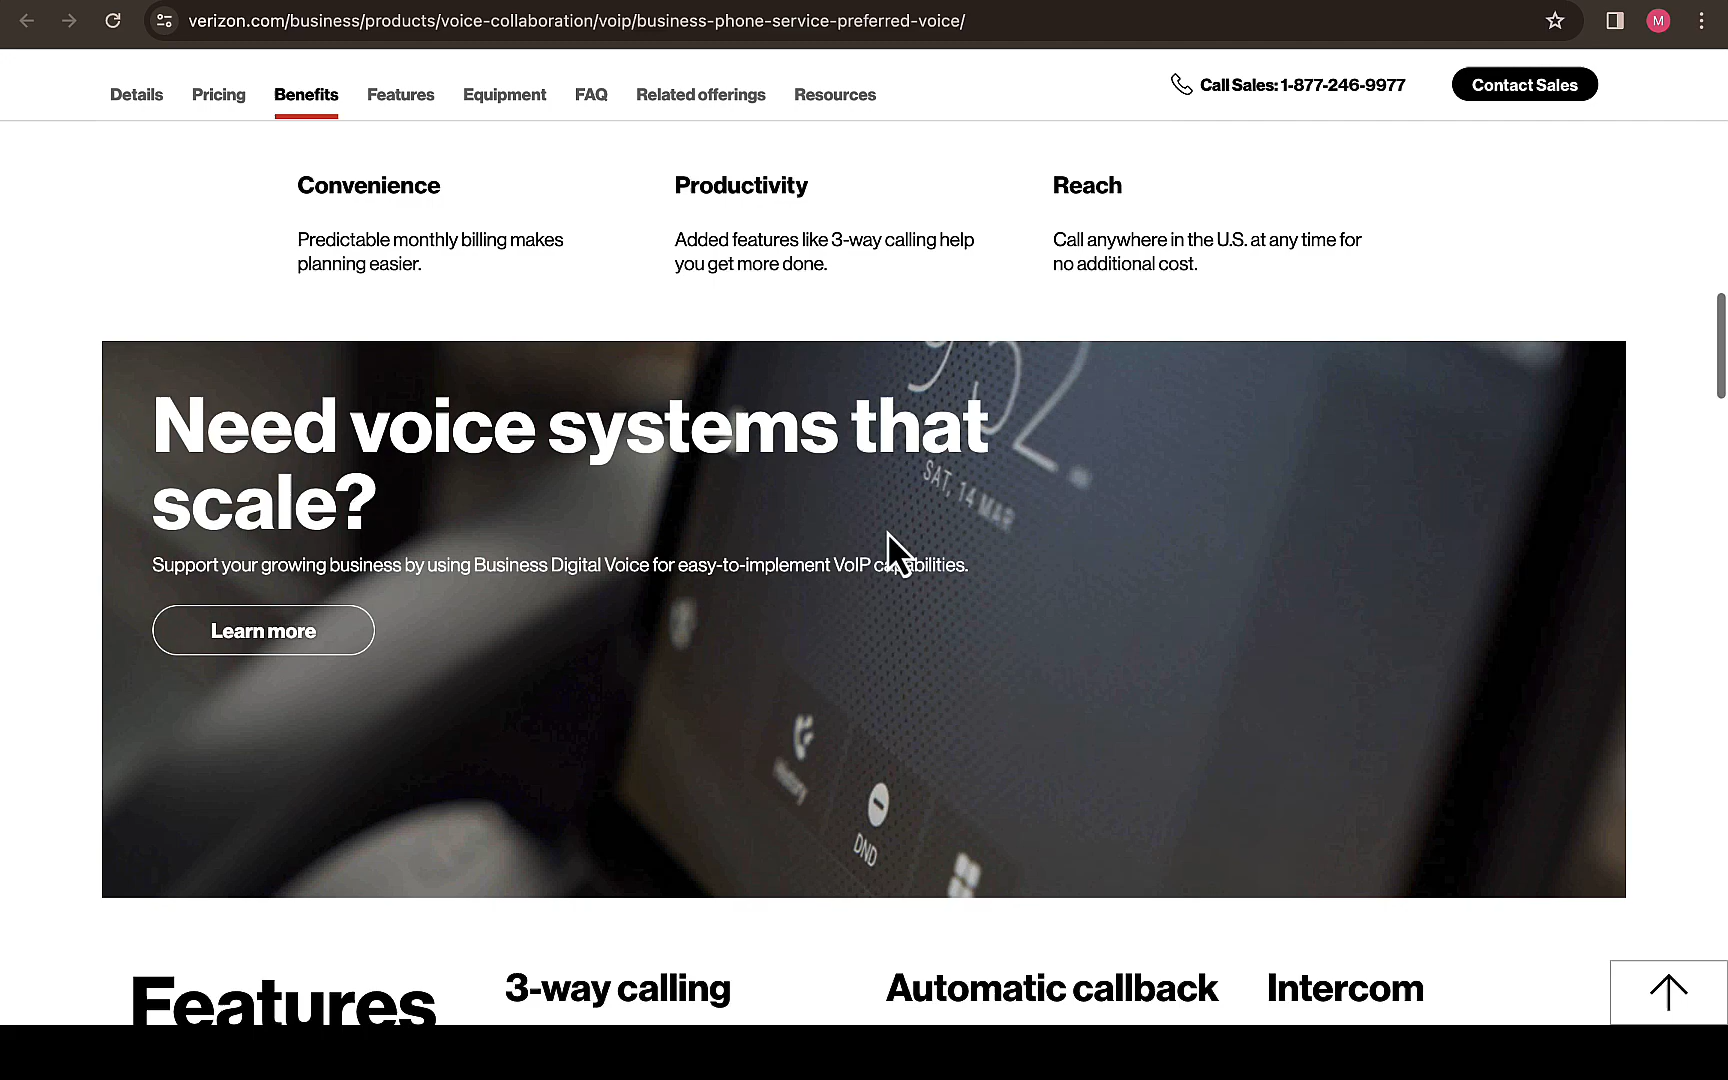 verizon.com/business/products/voice-collaboration/voip/business-phone-service-preferred-voice/
M
Details Pricing Benefits Features Equipment FAQ Related offerings Resources
Call Sales: 1-877-246-9977
Contact Sales
Convenience
Predictable monthly billing makes
planning easier.
Productivity
Added features like 3-way calling help
you get more done.
Reach
Call anywhere in the U.S. at any time for
no additional cost.
Need voice systems that
scale?
Support your growing business by using Business Digital Voice for easy-to-implement VoIP capabilities.
Learn more
SAT, 14 MAR
History
DND
Features
3-way calling
Automatic callback
Intercom